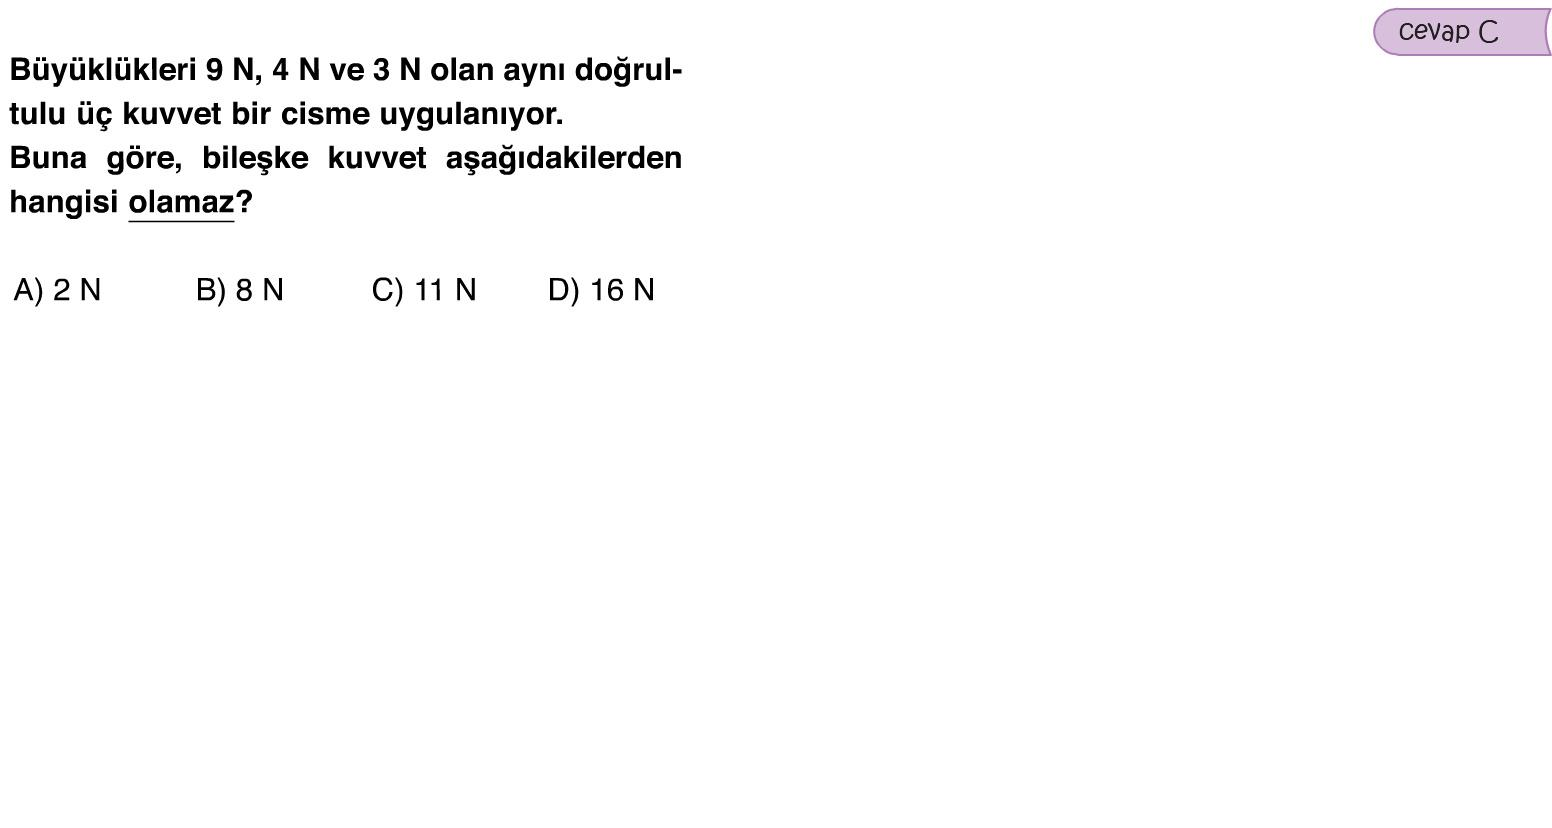 cevap C
Büyüklükleri 9 N, 4 N ve 3 N olan aynı doğrul-
tulu üç kuvvet bir cisme uygulanıyor.
Buna göre, bileşke kuvvet aşağıdakilerden
hangisi olamaz?
A) 2 N B) 8 N C) 11 N D) 16 N